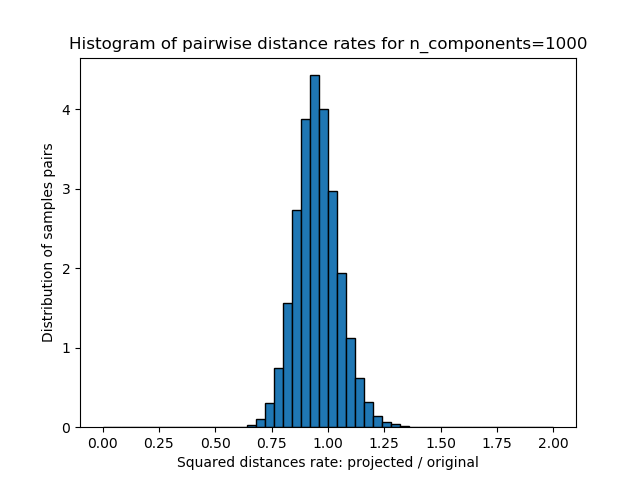 Histogram of pairwise distance rates for n_components=1000
Distribution of samples pairs
4
3
2
1
0
0.00 0.25 0.50 0.75 1.00 1.25 1.50 1.75 2.00
Squared distances rate: projected / original